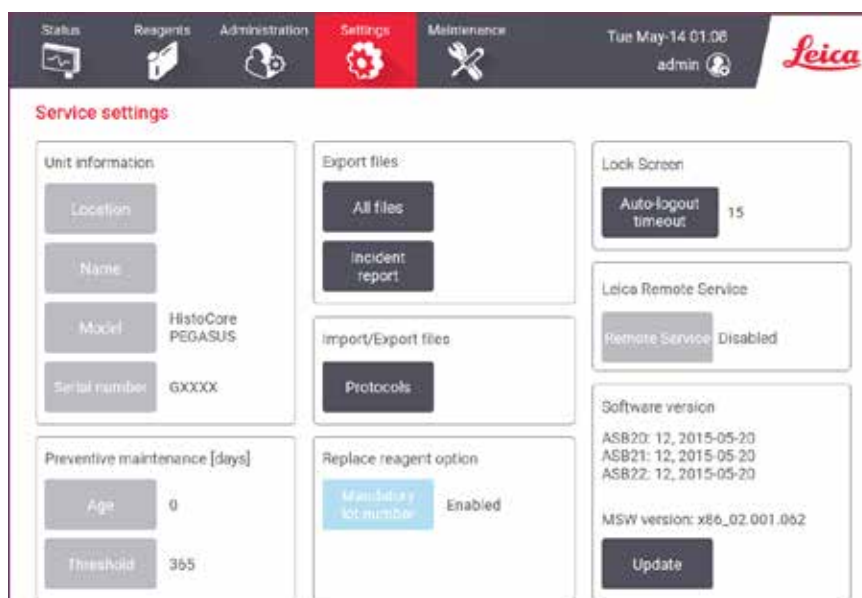 Status Reagents Administration Settings Maintenance
Tue May-14 01:08
admin
Leica
Service settings
Unit information
Location
Name
Model
HistoCore
PEGASUS
Serial number
GXXXX
Preventive maintenance [days]
Age
0
Threshold
365
Export files
All files
Incident
report
Import/Export files
Protocols
Replace reagent option
Mandatory
lot number
Enabled
Lock Screen
Auto-logout
timeout
15
Leica Remote Service
Remote Service
Disabled
Software version
ASB20: 12, 2015-05-20
ASB21: 12, 2015-05-20
ASB22: 12, 2015-05-20
MSW version: x86_02.001.062
Update